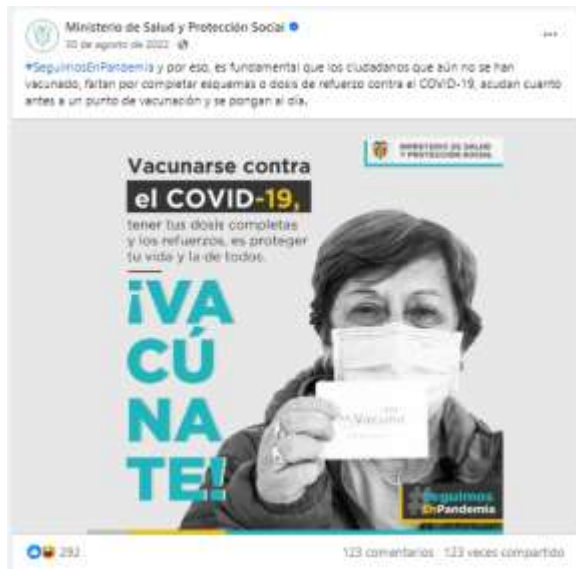 Ministerio de Salud y Protección Social
30 de agosto de 2022
#SeguimosEnPandemia y por eso, es fundamental que los ciudadanos que aún no se han
vacunado, faltan por completar esquemas o dosis de refuerzo contra el COVID-19, acudan cuanto
antes a un punto de vacunación y se pongan al día.
MINISTERIO DE SALUD
Y PROTECCIÓN SOCIAL
Vacunarse contra
el COVID-19,
tener tus dosis completas
y los refuerzos, es proteger
tu vida y la de todos.
¡VA
CÚ
NA
TE!
Vacuna
#Seguimos
EnPandemia
292
123 comentarios 123 veces compartido